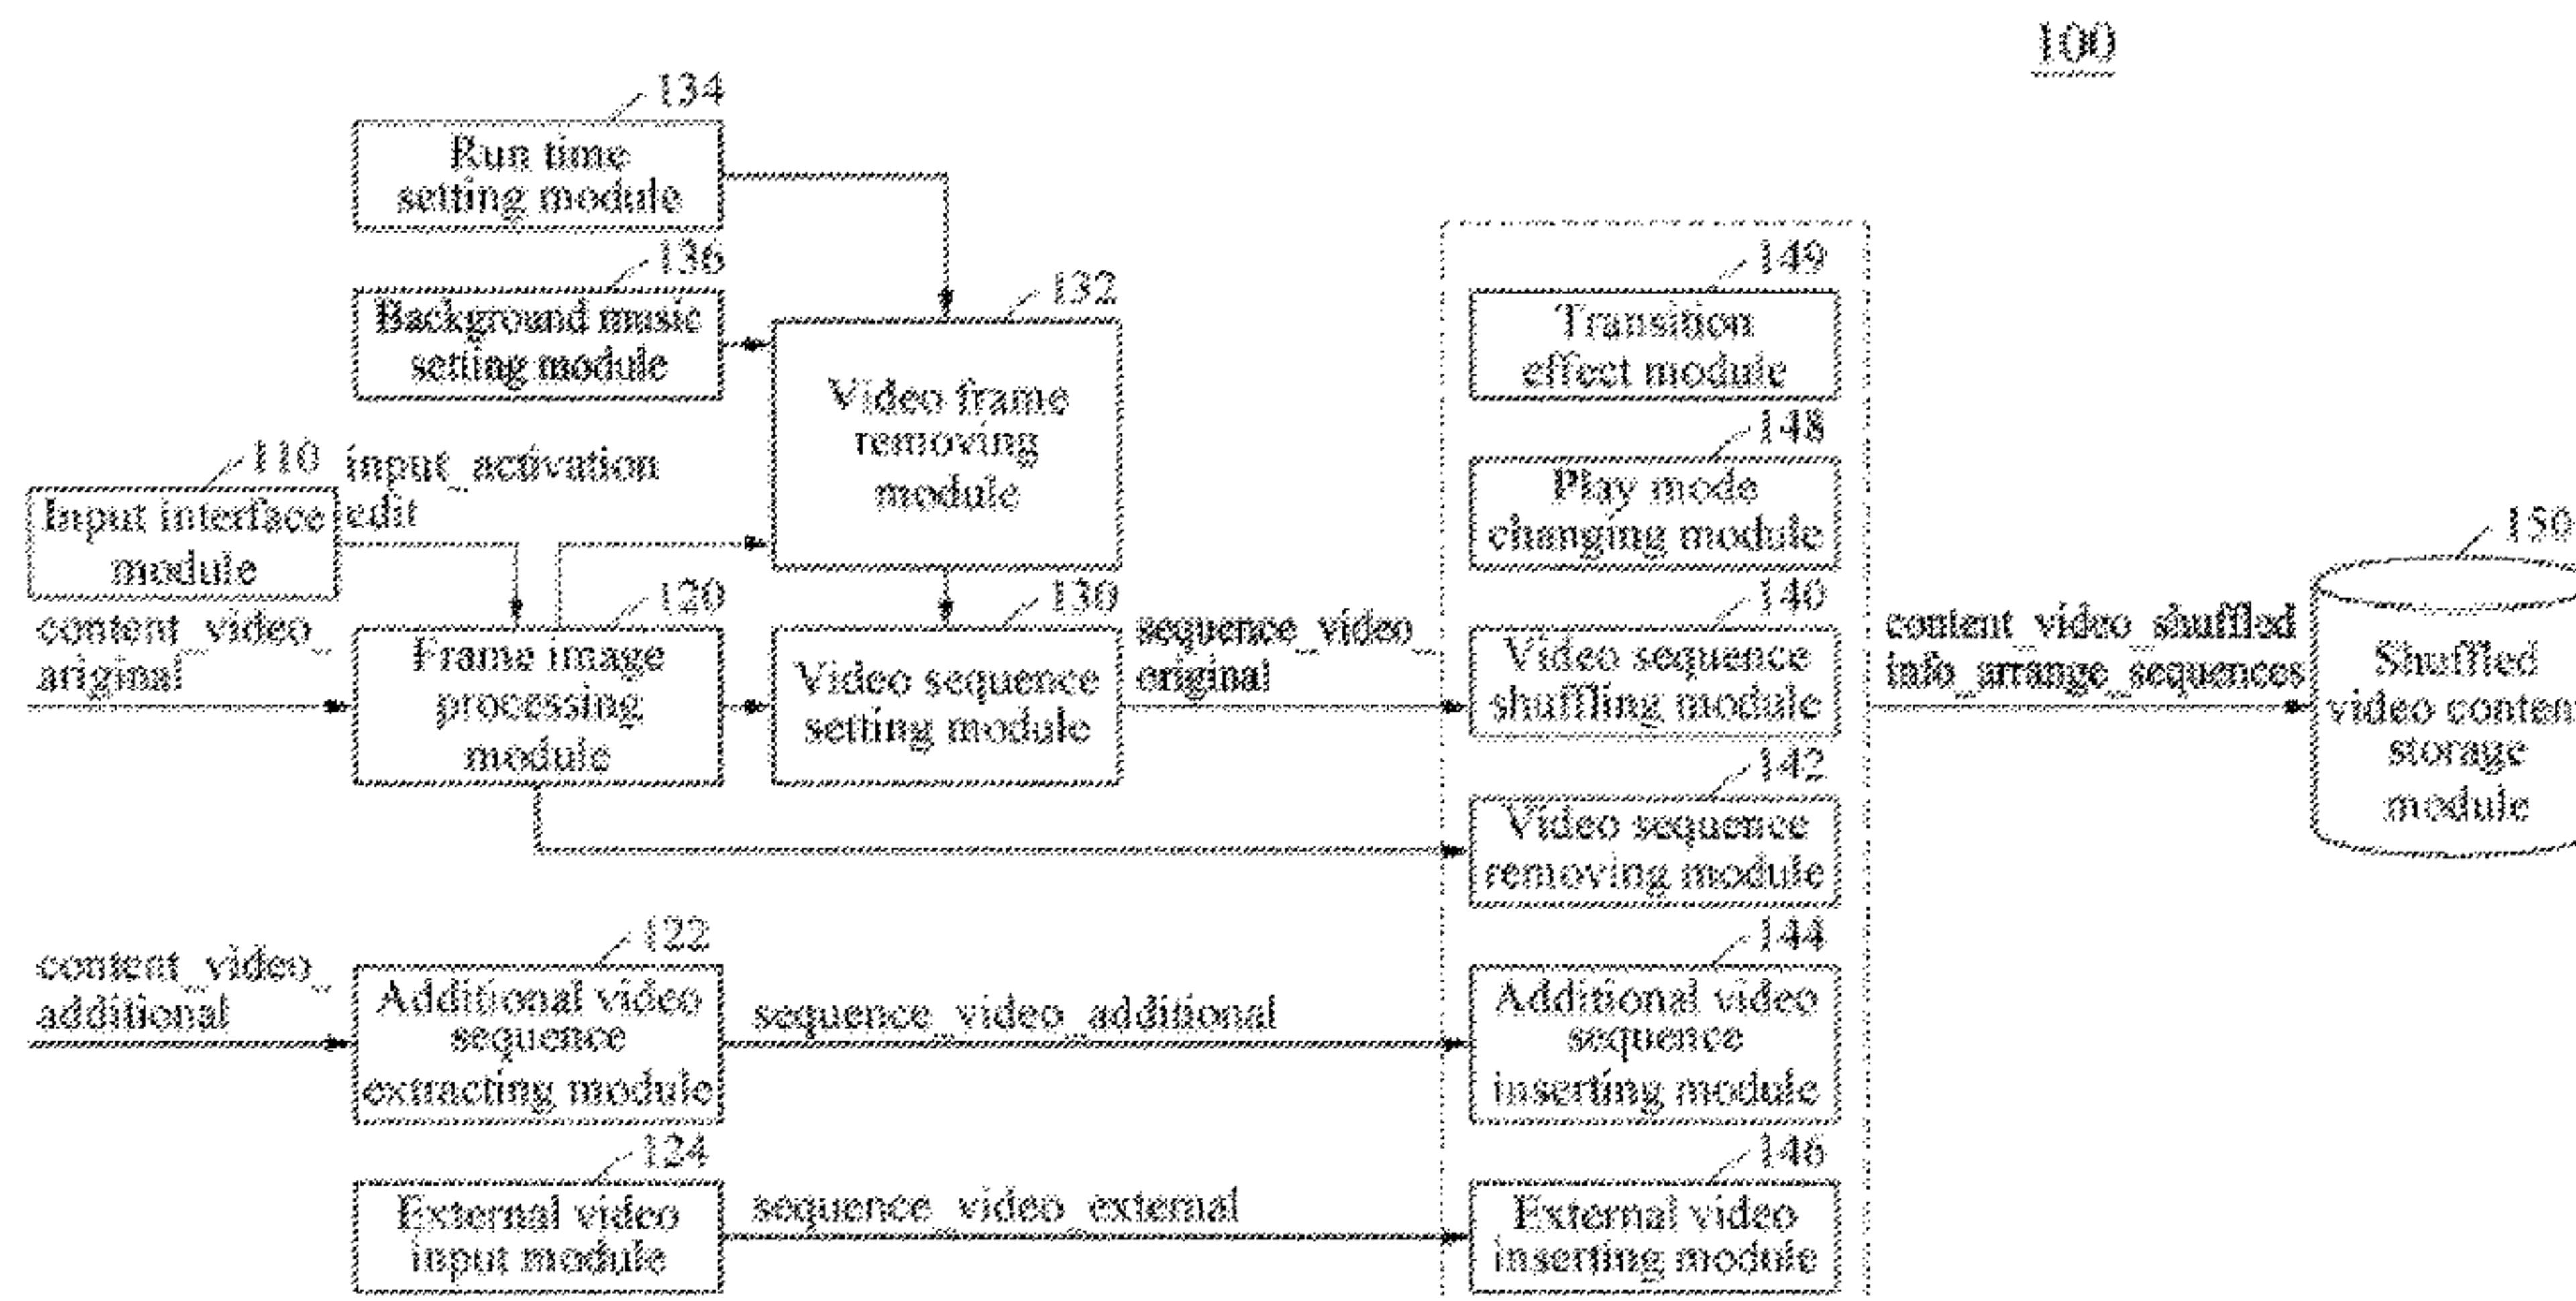 100
134
Run time
setting module
136
Background music
setting module
132
Video frame
removing
module
110
input_activation
edit
Input interface
module
content_video_
ariginal
120
Frame image
processing
module
130
Video sequence
setting module
sequence_video_
original
149
Transition
effect module
148
Play mode
changing module
140
Video sequence
shuffling module
142
Video sequence
removing module
144
Additional video
sequence
inserting module
146
External video
inserting module
content_video_shuffled
info_arrange_sequences
150
Shuffled
video content
storage
module
content_video_
additional
122
Additional video
sequence
extracting module
sequence_video_additional
124
External video
input module
sequence_video_external